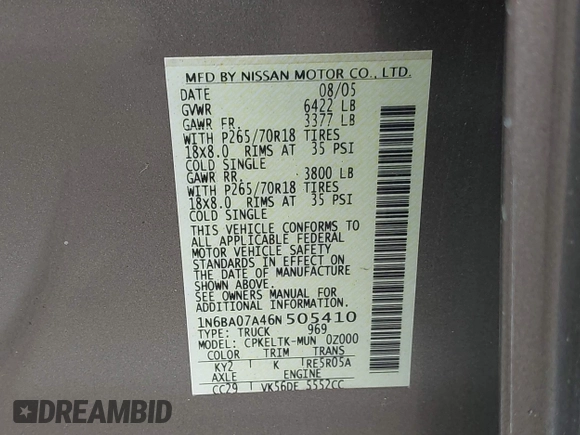 MFD BY NISSAN MOTOR CO., LTD.
DATE 08/05
GVWR 6422 LB
GAWR FR. 3377 LB
WITH P265/70R18 TIRES
18X8.0 RIMS AT 35 PSI
COLD SINGLE
GAWR RR. 3800 LB
WITH P265/70R18 TIRES
18X8.0 RIMS AT 35 PSI
COLD SINGLE
THIS VEHICLE CONFORMS TO
ALL APPLICABLE FEDERAL
MOTOR VEHICLE SAFETY
STANDARDS IN EFFECT ON
THE DATE OF MANUFACTURE
SHOWN ABOVE.
SEE OWNERS MANUAL FOR
ADDITIONAL INFORMATION.
1N6BA07A46N505410
TYPE: TRUCK 969
MODEL: CPKELTK-MUN 0Z000
COLOR TRIM TRANS
KY2 K RE5R05A
AXLE ENGINE
CC29 VK56DE 5552CC
DREAMBID